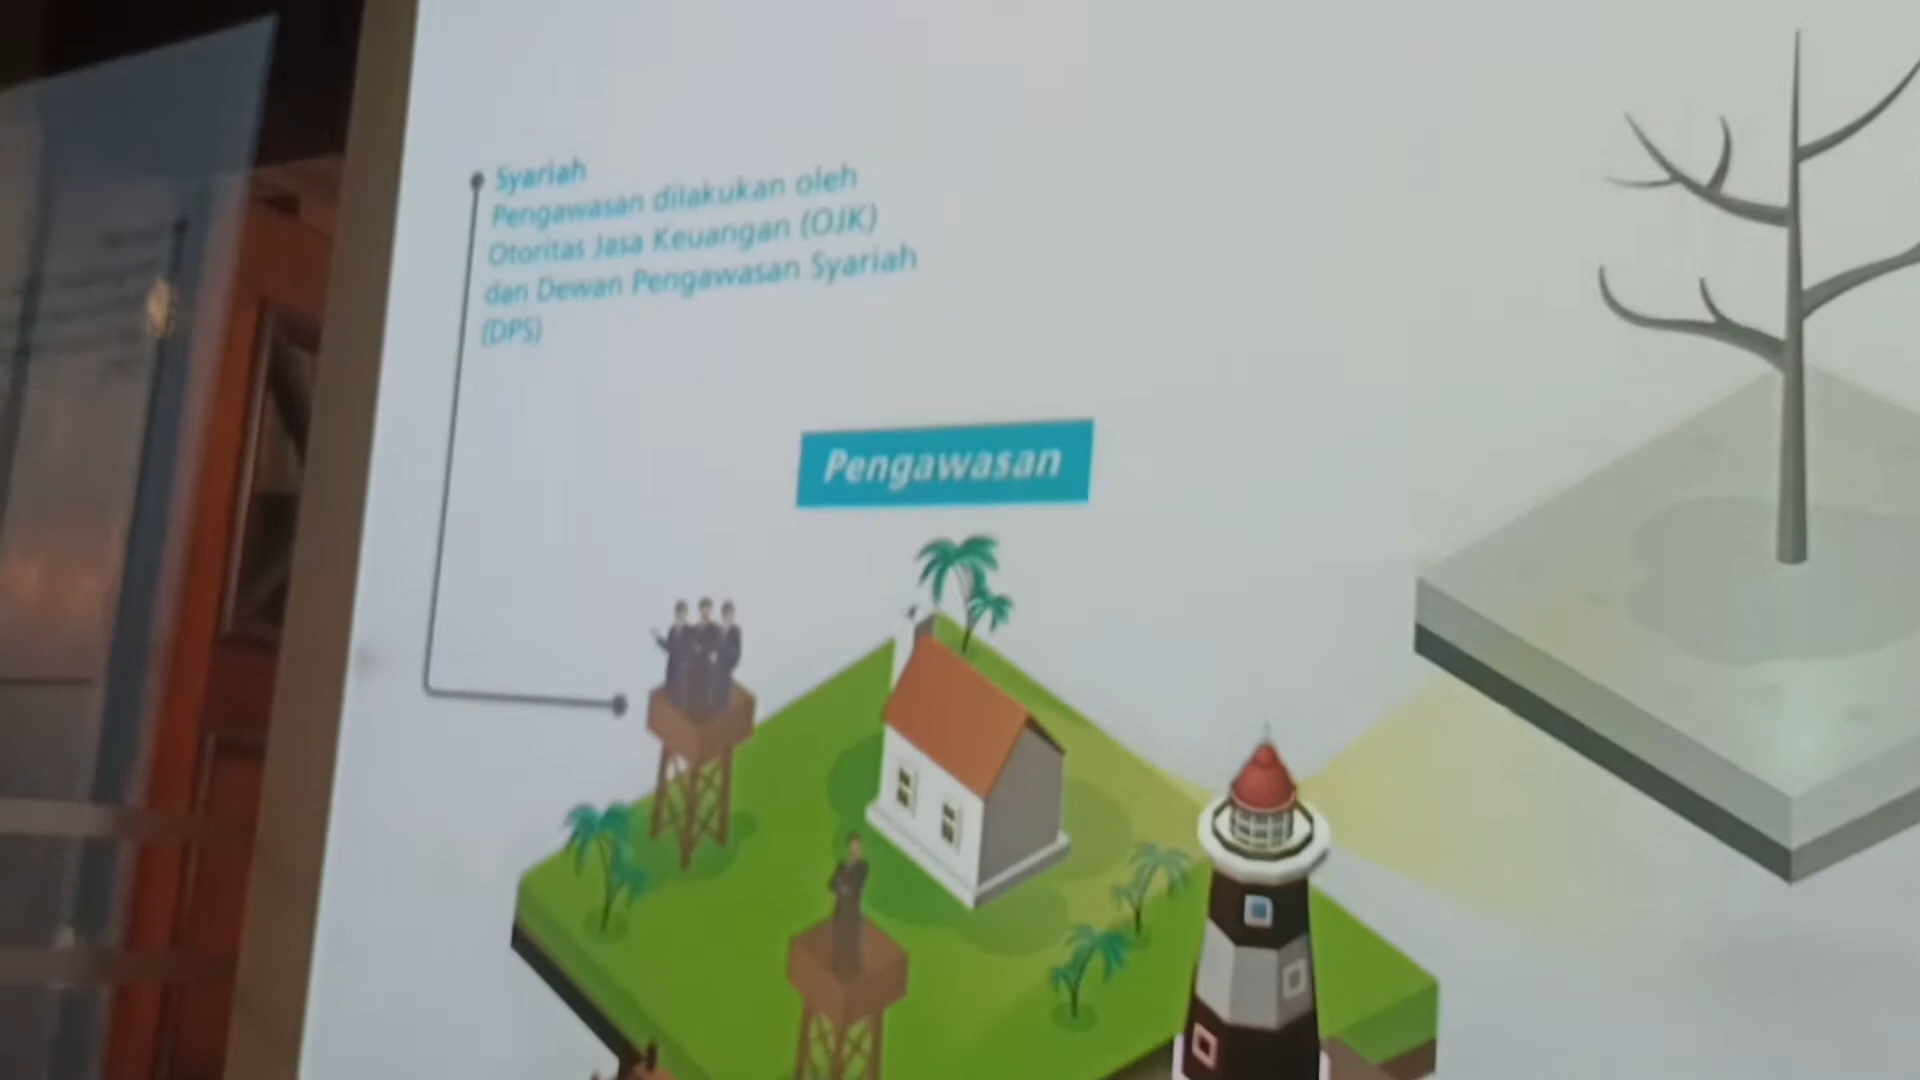 Syariah
Pengawasan dilakukan oleh
Otoritas Jasa Keuangan (OJK)
dan Dewan Pengawasan Syariah
(DPS)
Pengawasan